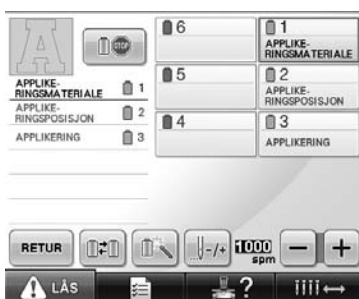 A
STOP
APPLIKE-
RINGSMATERIALE 1
APPLIKE-
RINGSPOSISJON 2
APPLIKERING 3
6
5
4
1
APPLIKE-
RINGSMATERIALE
2
APPLIKE-
RINGSPOSISJON
3
APPLIKERING
RETUR
-/+
1000
spm
- +
LÅS
?